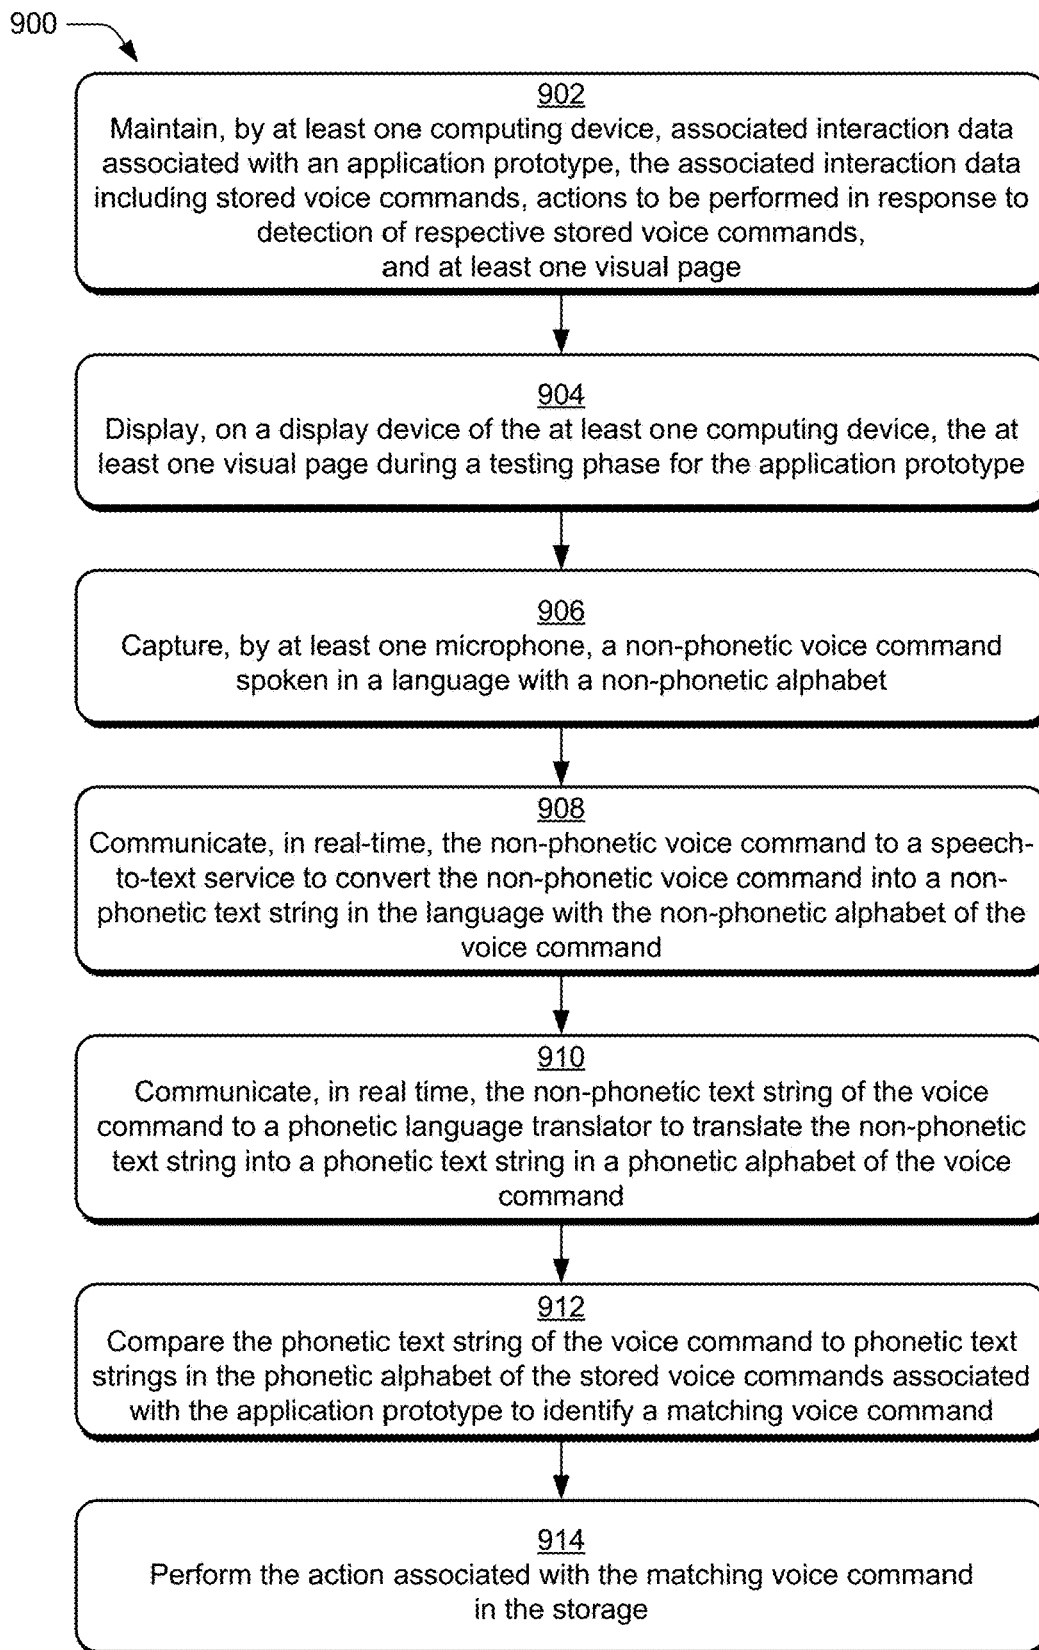 900
902
Maintain, by at least one computing device, associated interaction data
associated with an application prototype, the associated interaction data
including stored voice commands, actions to be performed in response to
detection of respective stored voice commands,
and at least one visual page
904
Display, on a display device of the at least one computing device, the at
least one visual page during a testing phase for the application prototype
906
Capture, by at least one microphone, a non-phonetic voice command
spoken in a language with a non-phonetic alphabet
908
Communicate, in real-time, the non-phonetic voice command to a speech-
to-text service to convert the non-phonetic voice command into a non-
phonetic text string in the language with the non-phonetic alphabet of the
voice command
910
Communicate, in real time, the non-phonetic text string of the voice
command to a phonetic language translator to translate the non-phonetic
text string into a phonetic text string in a phonetic alphabet of the voice
command
912
Compare the phonetic text string of the voice command to phonetic text
strings in the phonetic alphabet of the stored voice commands associated
with the application prototype to identify a matching voice command
914
Perform the action associated with the matching voice command
in the storage